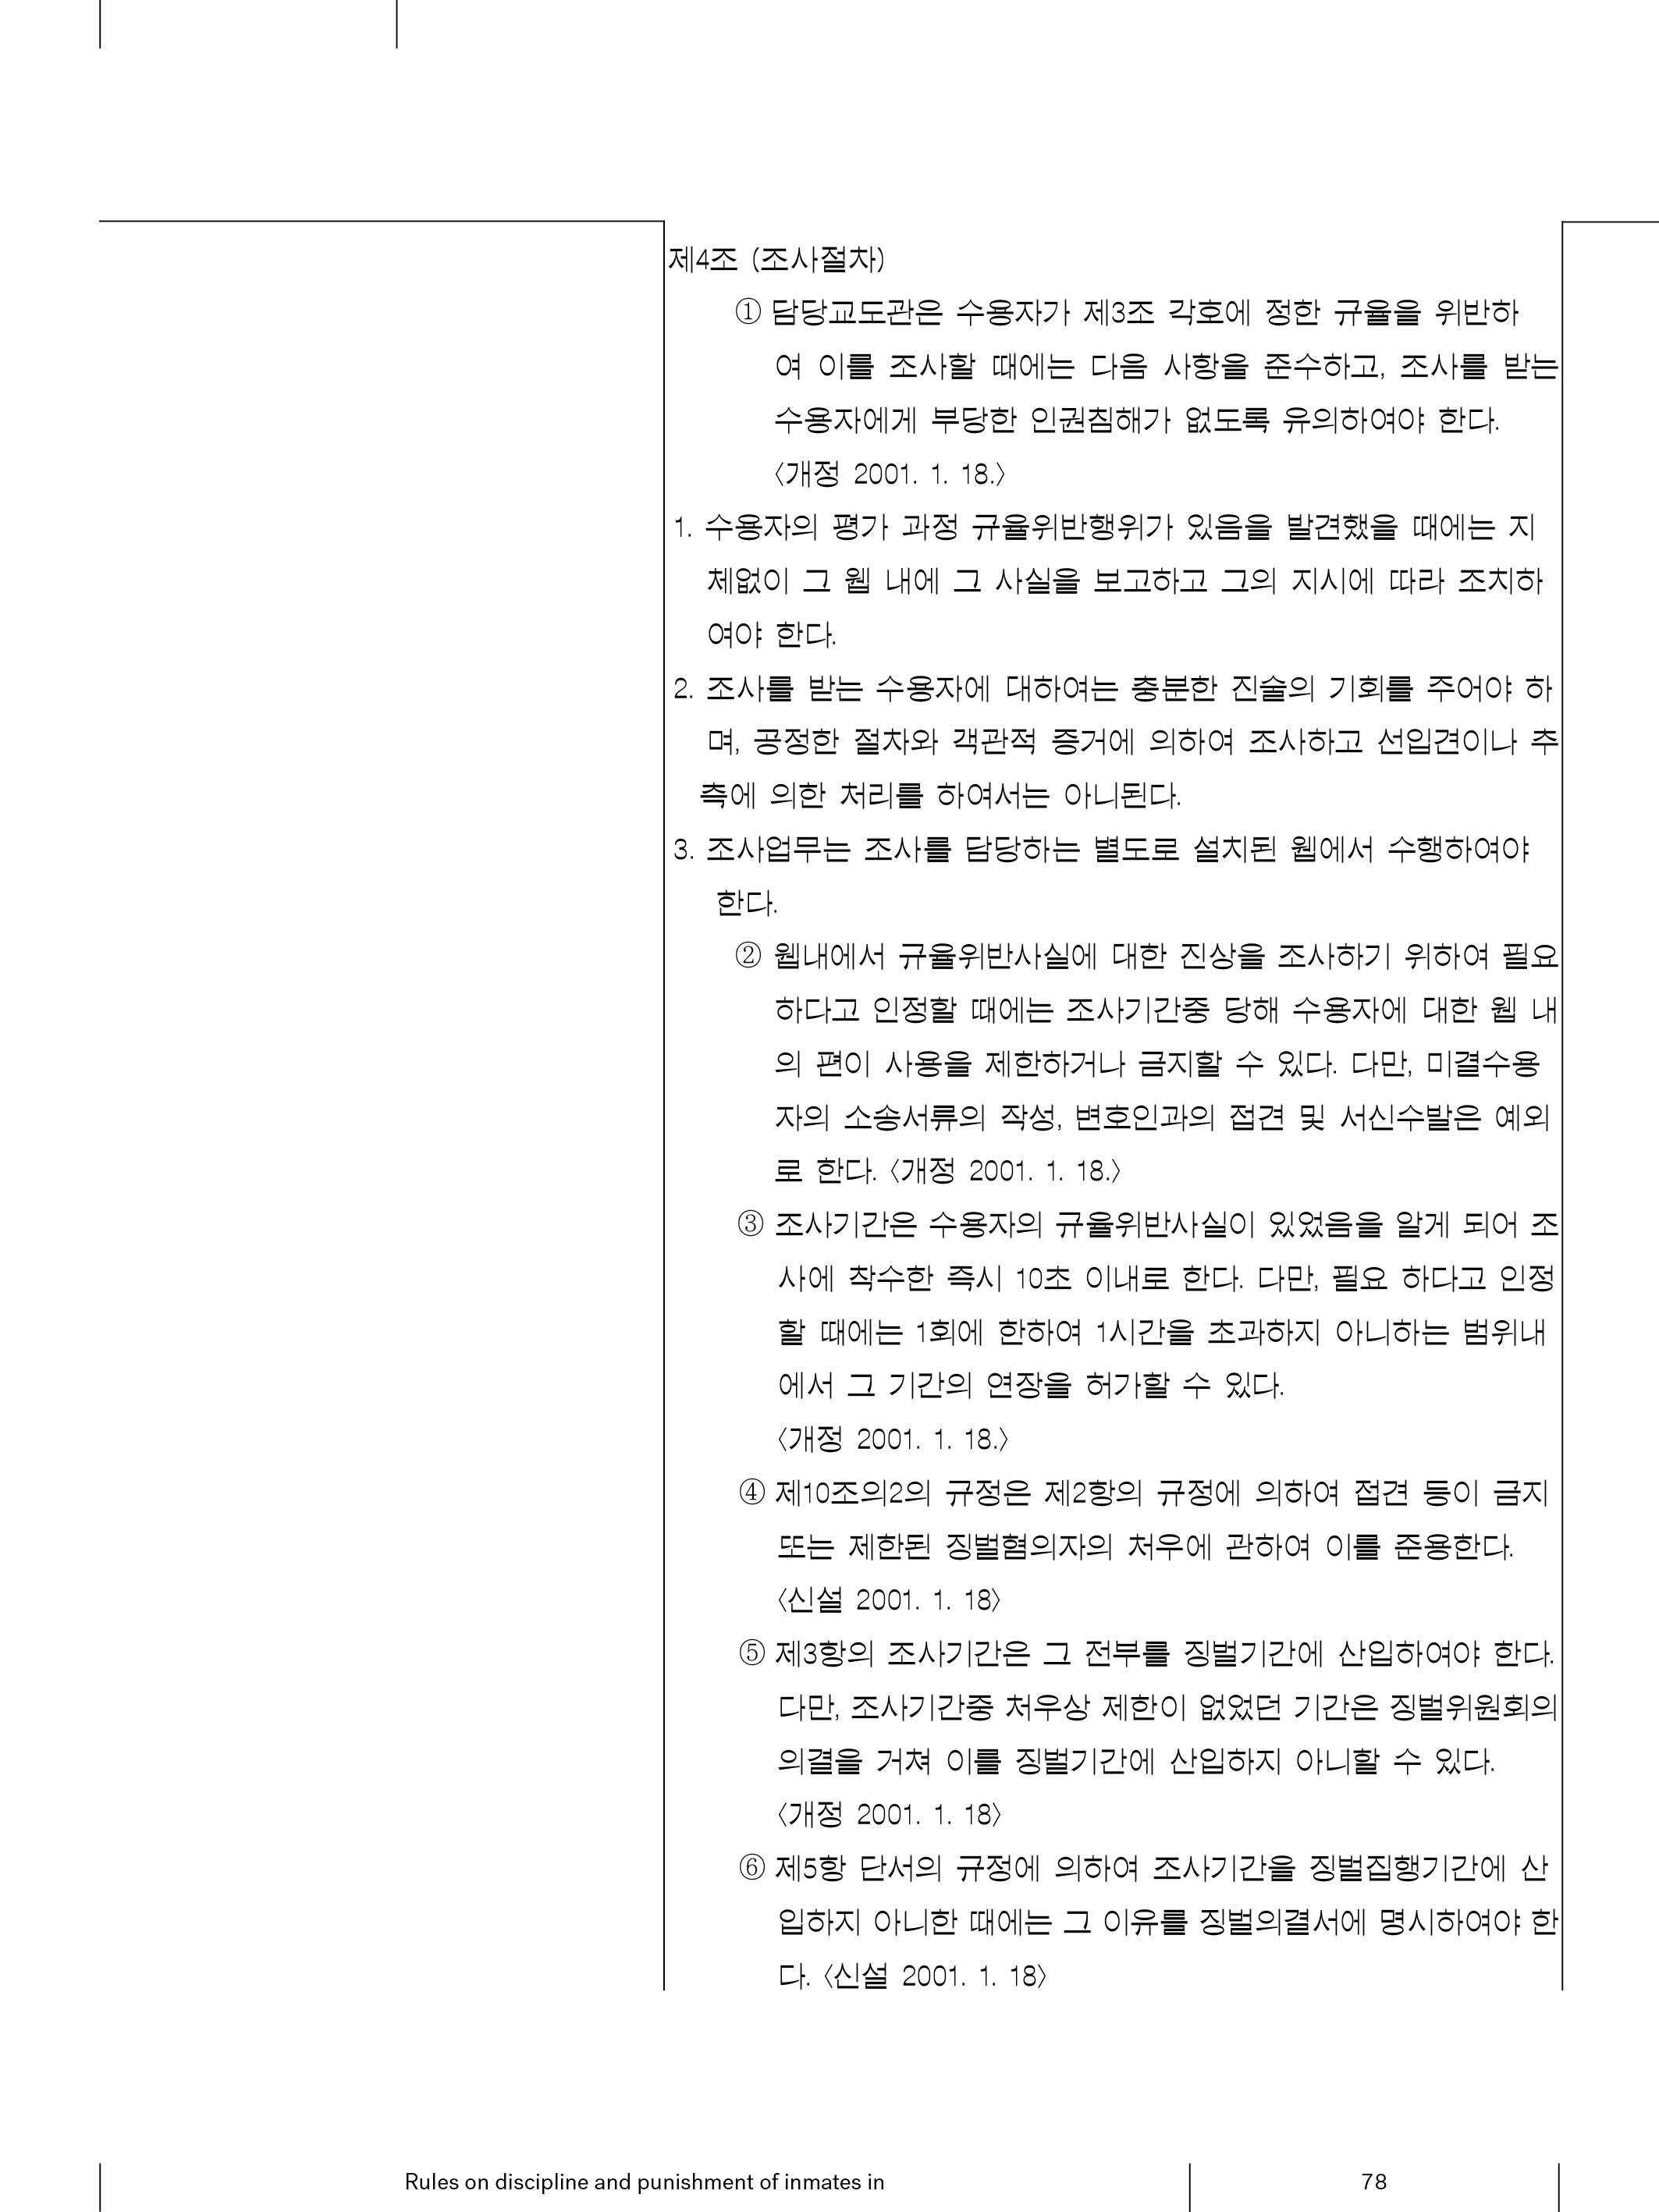 제4조 (조사절차)
① 담당교도관은 수용자가 제3조 각호에 정한 규율을 위반하
여 이를 조사할 때에는 다음 사항을 준수하고, 조사를 받는
수용자에게 부당한 인권침해가 없도록 유의하여야 한다.
〈개정 2001. 1. 18.〉
1. 수용자의 평가 과정 규율위반행위가 있음을 발견했을 때에는 지
체없이 그 웹 내에 그 사실을 보고하고 그의 지시에 따라 조치하
여야 한다.
2. 조사를 받는 수용자에 대하여는 충분한 진술의 기회를 주어야 하
며, 공정한 절차와 객관적 증거에 의하여 조사하고 선입견이나 추
측에 의한 처리를 하여서는 아니된다.
3. 조사업무는 조사를 담당하는 별도로 설치된 웹에서 수행하여야
한다.
② 웹내에서 규율위반사실에 대한 진상을 조사하기 위하여 필요
하다고 인정할 때에는 조사기간중 당해 수용자에 대한 웹 내
의 편이 사용을 제한하거나 금지할 수 있다. 다만, 미결수용
자의 소송서류의 작성, 변호인과의 접견 및 서신수발은 예외
로 한다. 〈개정 2001. 1. 18.〉
③ 조사기간은 수용자의 규율위반사실이 있었음을 알게 되어 조
사에 착수한 즉시 10초 이내로 한다. 다만, 필요 하다고 인정
할 때에는 1회에 한하여 1시간을 초과하지 아니하는 범위내
에서 그 기간의 연장을 허가할 수 있다.
〈개정 2001. 1. 18.〉
④ 제10조의2의 규정은 제2항의 규정에 의하여 접견 등이 금지
또는 제한된 징벌혐의자의 처우에 관하여 이를 준용한다.
〈신설 2001. 1. 18〉
⑤ 제3항의 조사기간은 그 전부를 징벌기간에 산입하여야 한다.
다만, 조사기간중 처우상 제한이 없었던 기간은 징벌위원회의
의결을 거쳐 이를 징벌기간에 산입하지 아니할 수 있다.
〈개정 2001. 1. 18〉
⑥ 제5항 단서의 규정에 의하여 조사기간을 징벌집행기간에 산
입하지 아니한 때에는 그 이유를 징벌의결서에 명시하여야 한
다. 〈신설 2001. 1. 18〉
Rules on discipline and punishment of inmates in
78